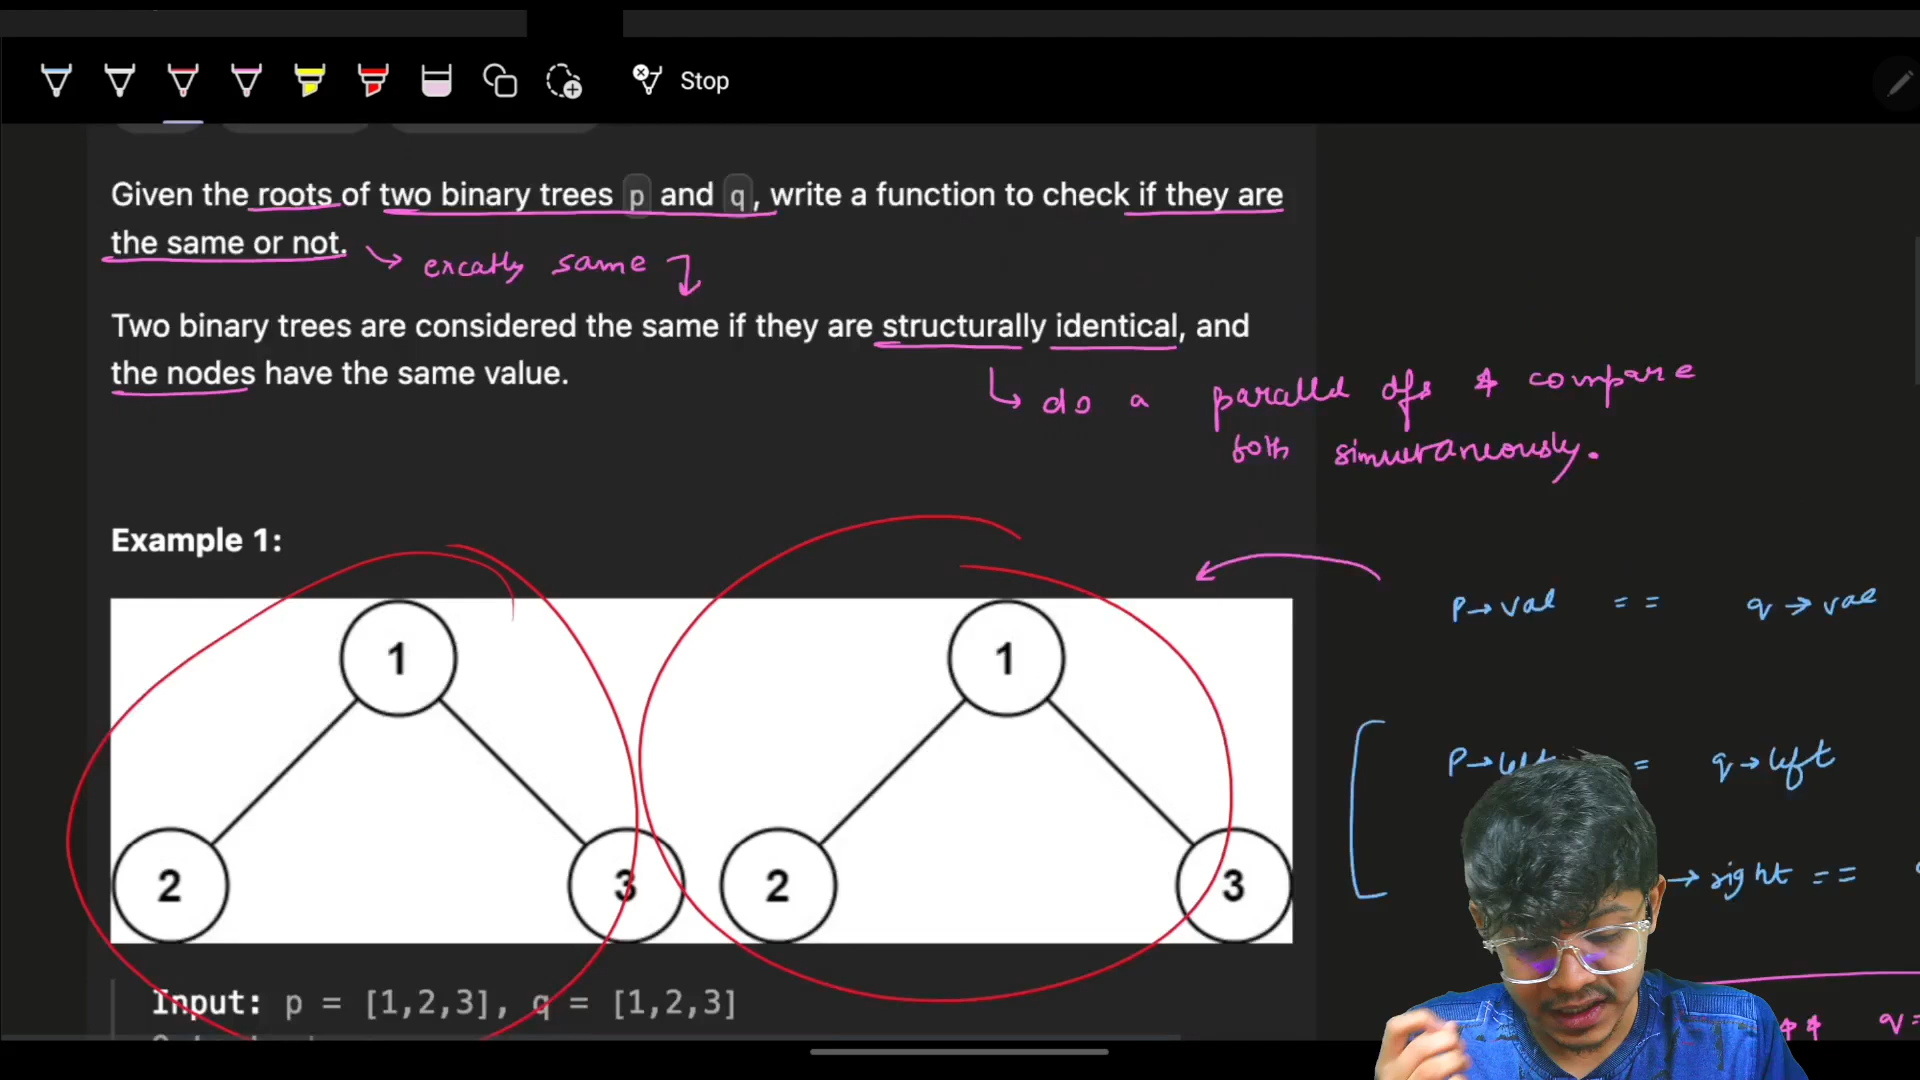 Stop
Given the roots of two binary trees p and q, write a function to check if they are
the same or not.
excatly same
Two binary trees are considered the same if they are structurally identical, and
the nodes have the same value.
do a paralld dfs & compare
both simultaneously.
Example 1:
1
2
3
1
2
3
p→val == q→val
p→left = q→left
→right ==
Input: p = [1,2,3], q = [1,2,3]